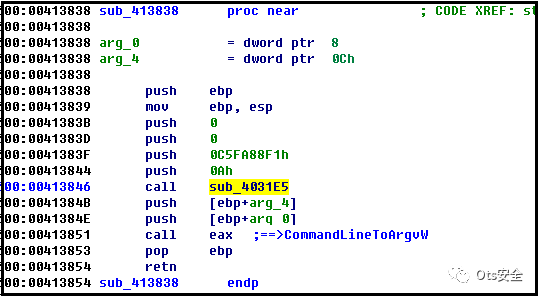 00:00413838 sub_413838 proc near ; CODE XREF: st
00:00413838
00:00413838 arg_0 = dword ptr 8
00:00413838 arg_4 = dword ptr 0Ch
00:00413838
00:00413838 push ebp
00:00413839 mov ebp, esp
00:0041383B push 0
00:0041383D push 0
00:0041383F push 0C5FA88F1h
00:00413844 push 0Ah
00:00413846 call sub_4031E5
00:0041384B push [ebp+arg_4]
00:0041384E push [ebp+arg_0]
00:00413851 call eax ;==>CommandLineToArgvW
00:00413853 pop ebp
00:00413854 retn
00:00413854 sub_413838 endp
Ots安全